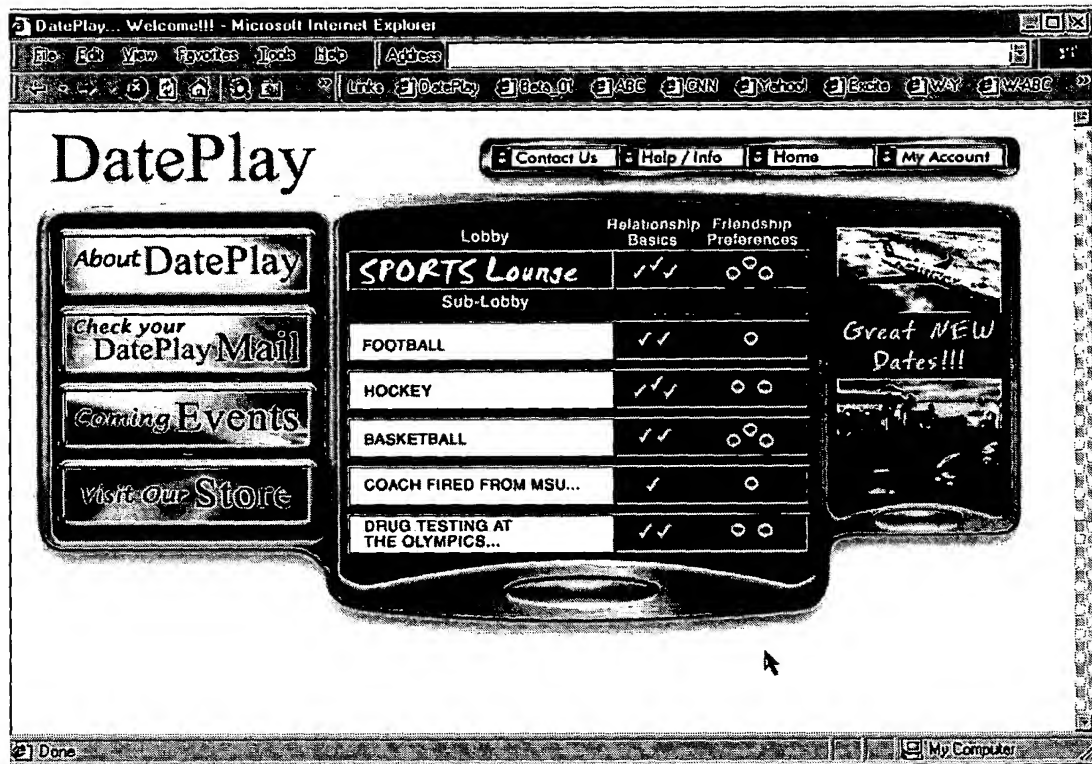 DatePlay... Welcome!!! - Microsoft Internet Explorer
File Edit View Favorites Tools Help Address
Links DatePlay Beta_01 ABC CNN Yahoo! Excite W-Y W-ABC
DatePlay
Contact Us Help / Info Home My Account
About DatePlay
Check your
DatePlay Mail
Coming Events
Visit Our Store
Lobby
Relationship
Basics
Friendship
Preferences
SPORTS Lounge
Sub-Lobby
FOOTBALL
HOCKEY
BASKETBALL
COACH FIRED FROM MSU...
DRUG TESTING AT
THE OLYMPICS...
Great NEW
Dates!!!
Done
My Computer